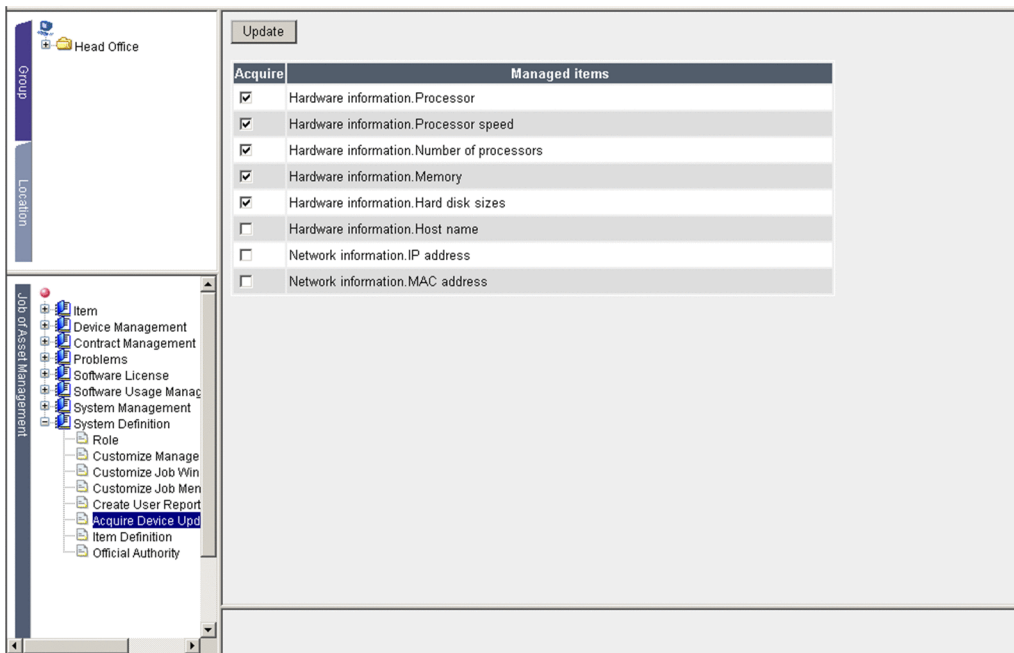 Group
Location
Head Office
Job of Asset Management
Item
Device Management
Contract Management
Problems
Software License
Software Usage Manag
System Management
System Definition
Role
Customize Manage
Customize Job Win
Customize Job Men
Create User Report
Acquire Device Upd
Item Definition
Official Authority
Update
Acquire Managed items
Hardware information.Processor
Hardware information.Processor speed
Hardware information.Number of processors
Hardware information.Memory
Hardware information.Hard disk sizes
Hardware information.Host name
Network information.IP address
Network information.MAC address